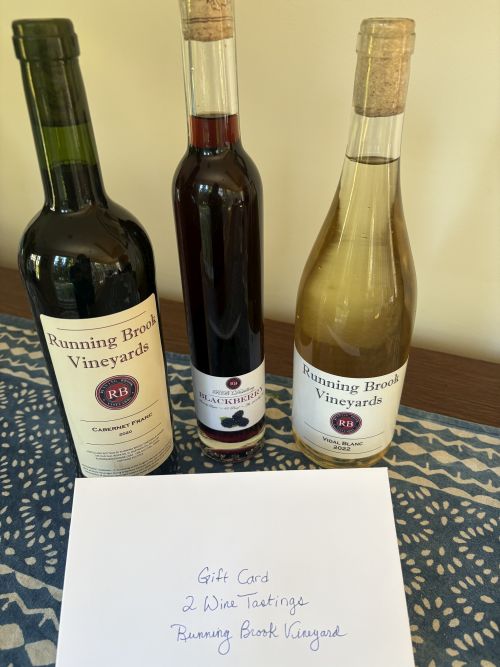 Running Brook
Vineyards
RB
CABERNET FRANC
2020
RB
BLACKBERRY
Running Brook
Vineyards
RB
VIDAL BLANC
2022
Gift Card
2 Wine Tastings
Running Brook Vineyard